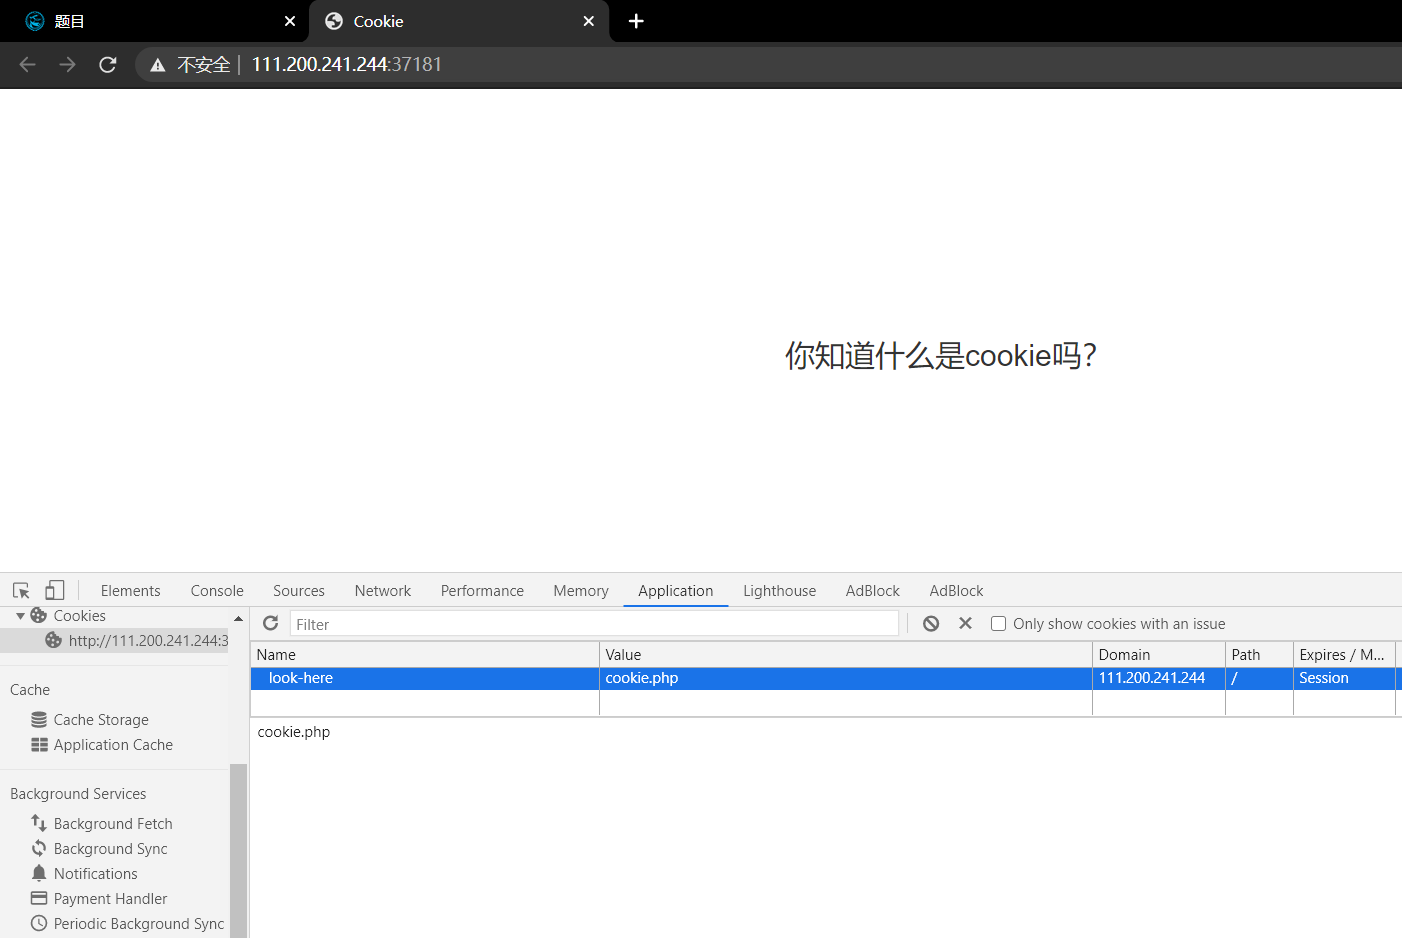 题目
Cookie
不安全 | 111.200.241.244:37181
你知道什么是cookie吗?
Elements Console Sources Network Performance Memory Application Lighthouse AdBlock AdBlock
Cookies
http://111.200.241.244:3
Filter
Only show cookies with an issue
Name Value Domain Path Expires / M...
look-here cookie.php 111.200.241.244 / Session
cookie.php
Cache
Cache Storage
Application Cache
Background Services
Background Fetch
Background Sync
Notifications
Payment Handler
Periodic Background Sync